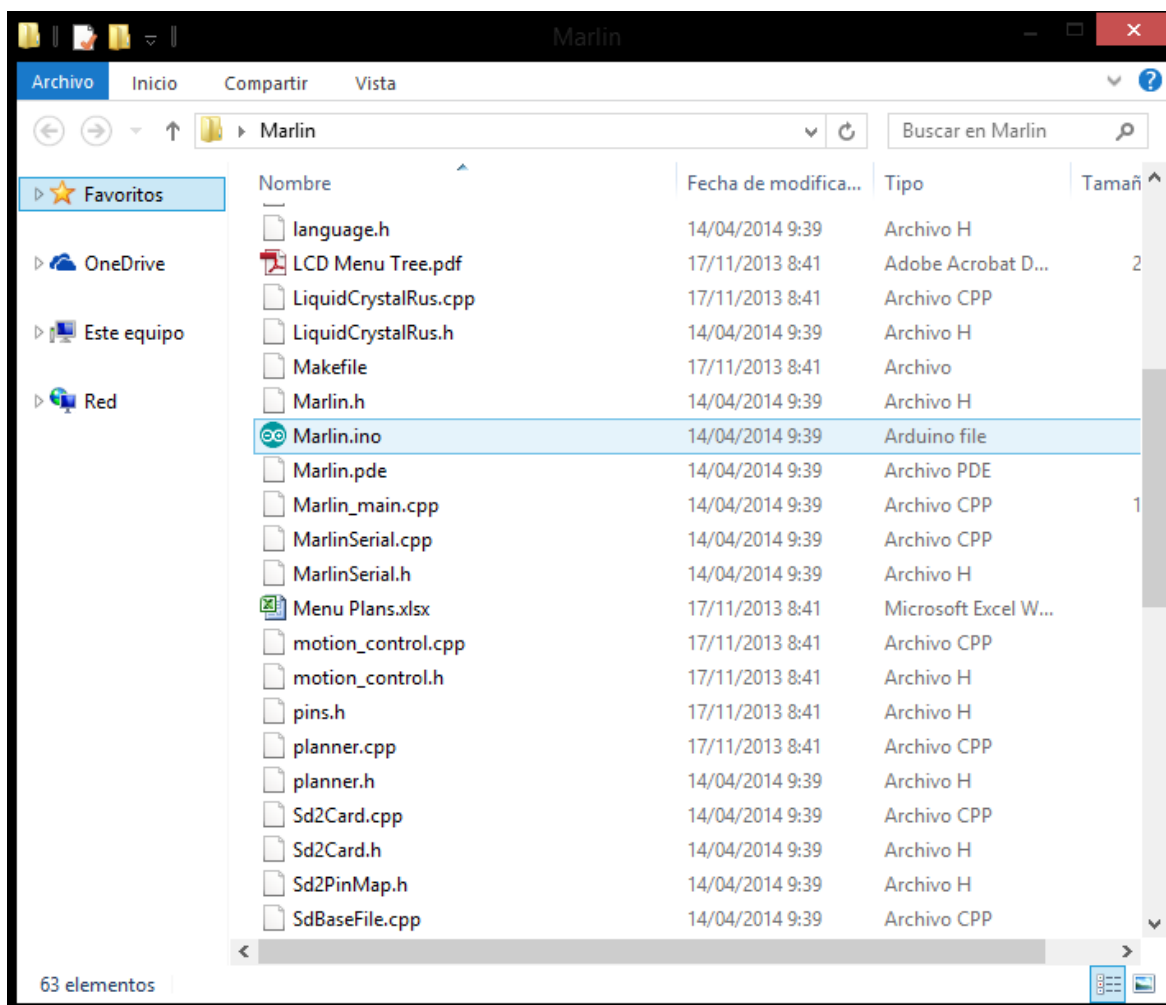 Marlin
Archivo Inicio Compartir Vista
Marlin Buscar en Marlin
Nombre Fecha de modifica... Tipo Tamañ
Favoritos
OneDrive
Este equipo
Red
language.h 14/04/2014 9:39 Archivo H
LCD Menu Tree.pdf 17/11/2013 8:41 Adobe Acrobat D... 2
LiquidCrystalRus.cpp 17/11/2013 8:41 Archivo CPP
LiquidCrystalRus.h 14/04/2014 9:39 Archivo H
Makefile 17/11/2013 8:41 Archivo
Marlin.h 14/04/2014 9:39 Archivo H
Marlin.ino 14/04/2014 9:39 Arduino file
Marlin.pde 14/04/2014 9:39 Archivo PDE
Marlin_main.cpp 14/04/2014 9:39 Archivo CPP 1
MarlinSerial.cpp 14/04/2014 9:39 Archivo CPP
MarlinSerial.h 14/04/2014 9:39 Archivo H
Menu Plans.xlsx 17/11/2013 8:41 Microsoft Excel W...
motion_control.cpp 17/11/2013 8:41 Archivo CPP
motion_control.h 17/11/2013 8:41 Archivo H
pins.h 17/11/2013 8:41 Archivo H
planner.cpp 17/11/2013 8:41 Archivo CPP
planner.h 14/04/2014 9:39 Archivo H
Sd2Card.cpp 14/04/2014 9:39 Archivo CPP
Sd2Card.h 14/04/2014 9:39 Archivo H
Sd2PinMap.h 14/04/2014 9:39 Archivo H
SdBaseFile.cpp 14/04/2014 9:39 Archivo CPP
63 elementos